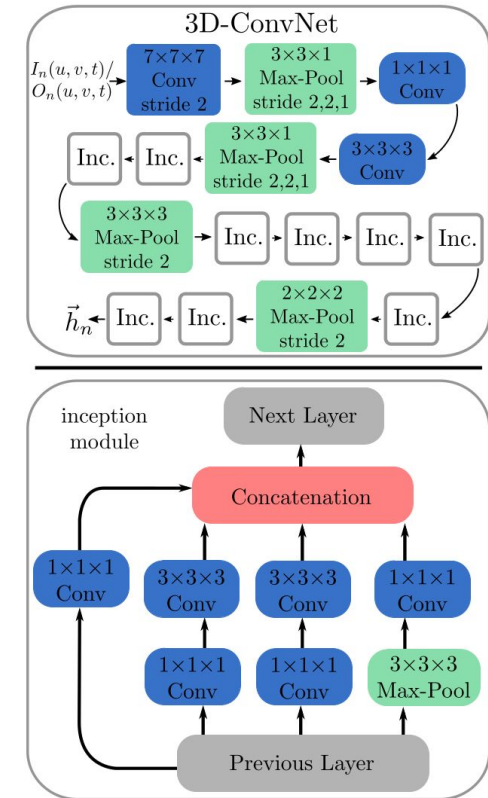 3D-ConvNet
I_n(u, v, t)/
O_n(u, v, t)
7×7×7
Conv
stride 2
3×3×1
Max-Pool
stride 2,2,1
1×1×1
Conv
Inc.
Inc.
3×3×1
Max-Pool
stride 2,2,1
3×3×3
Conv
3×3×3
Max-Pool
stride 2
Inc.
Inc.
Inc.
Inc.
h⃗_n
Inc.
Inc.
2×2×2
Max-Pool
stride 2
Inc.
inception
module
Next Layer
Concatenation
1×1×1
Conv
3×3×3
Conv
3×3×3
Conv
1×1×1
Conv
1×1×1
Conv
1×1×1
Conv
3×3×3
Max-Pool
Previous Layer